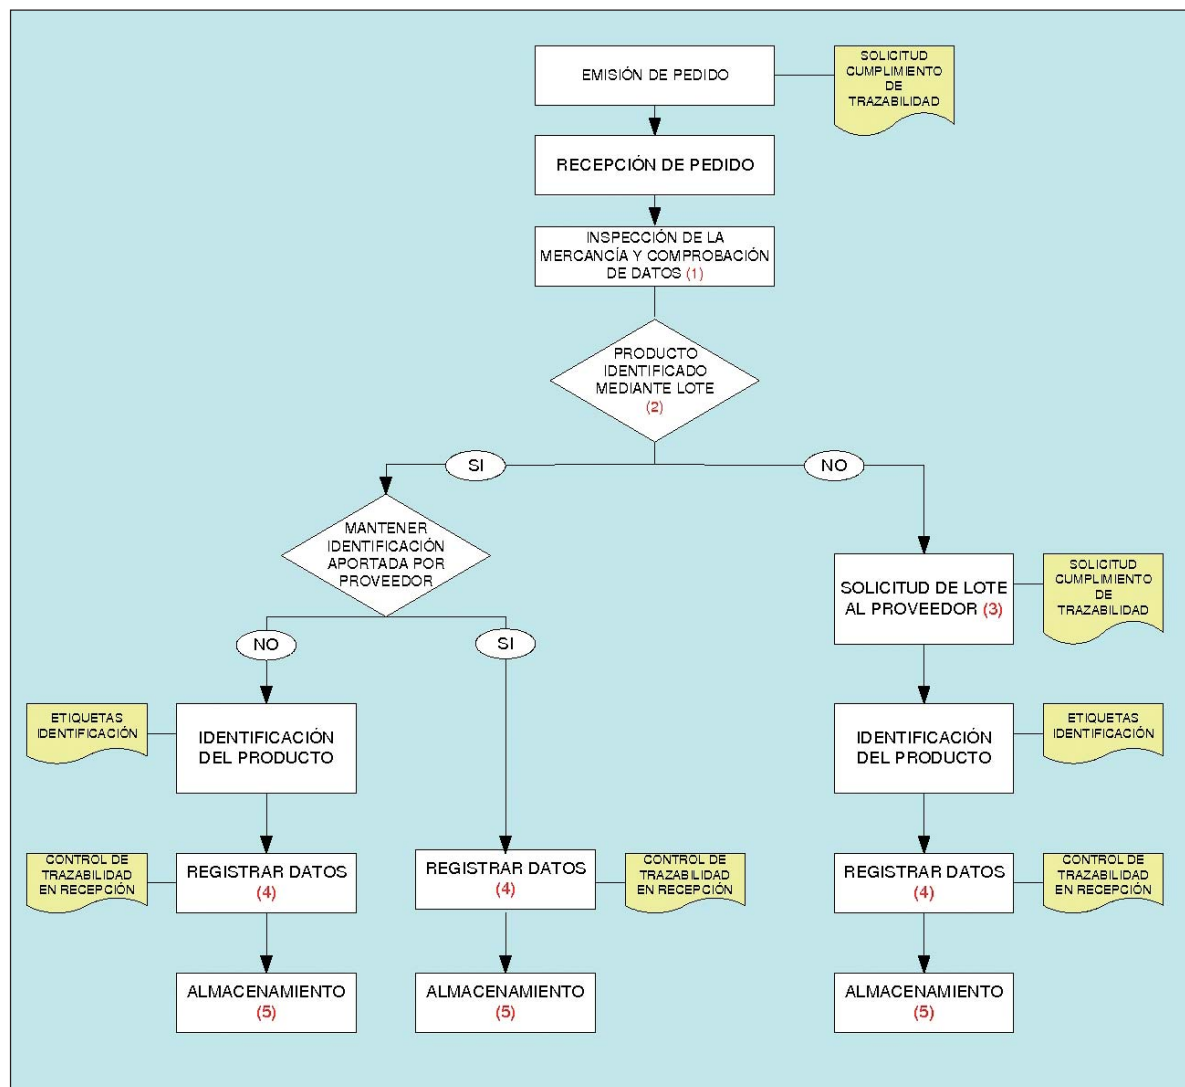 EMISIÓN DE PEDIDO
SOLICITUD
CUMPLIMIENTO
DE
TRAZABILIDAD
RECEPCIÓN DE PEDIDO
INSPECCIÓN DE LA
MERCANCÍA Y COMPROBACIÓN
DE DATOS (1)
PRODUCTO
IDENTIFICADO
MEDIANTE LOTE
(2)
SI
NO
MANTENER
IDENTIFICACIÓN
APORTADA POR
PROVEEDOR
SOLICITUD DE LOTE
AL PROVEEDOR (3)
SOLICITUD
CUMPLIMIENTO
DE
TRAZABILIDAD
NO
SI
ETIQUETAS
IDENTIFICACIÓN
IDENTIFICACIÓN
DEL PRODUCTO
IDENTIFICACIÓN
DEL PRODUCTO
ETIQUETAS
IDENTIFICACIÓN
CONTROL DE
TRAZABILIDAD
EN RECEPCIÓN
REGISTRAR DATOS
(4)
REGISTRAR DATOS
(4)
CONTROL DE
TRAZABILIDAD
EN RECEPCIÓN
REGISTRAR DATOS
(4)
CONTROL DE
TRAZABILIDAD
EN RECEPCIÓN
ALMACENAMIENTO
(5)
ALMACENAMIENTO
(5)
ALMACENAMIENTO
(5)